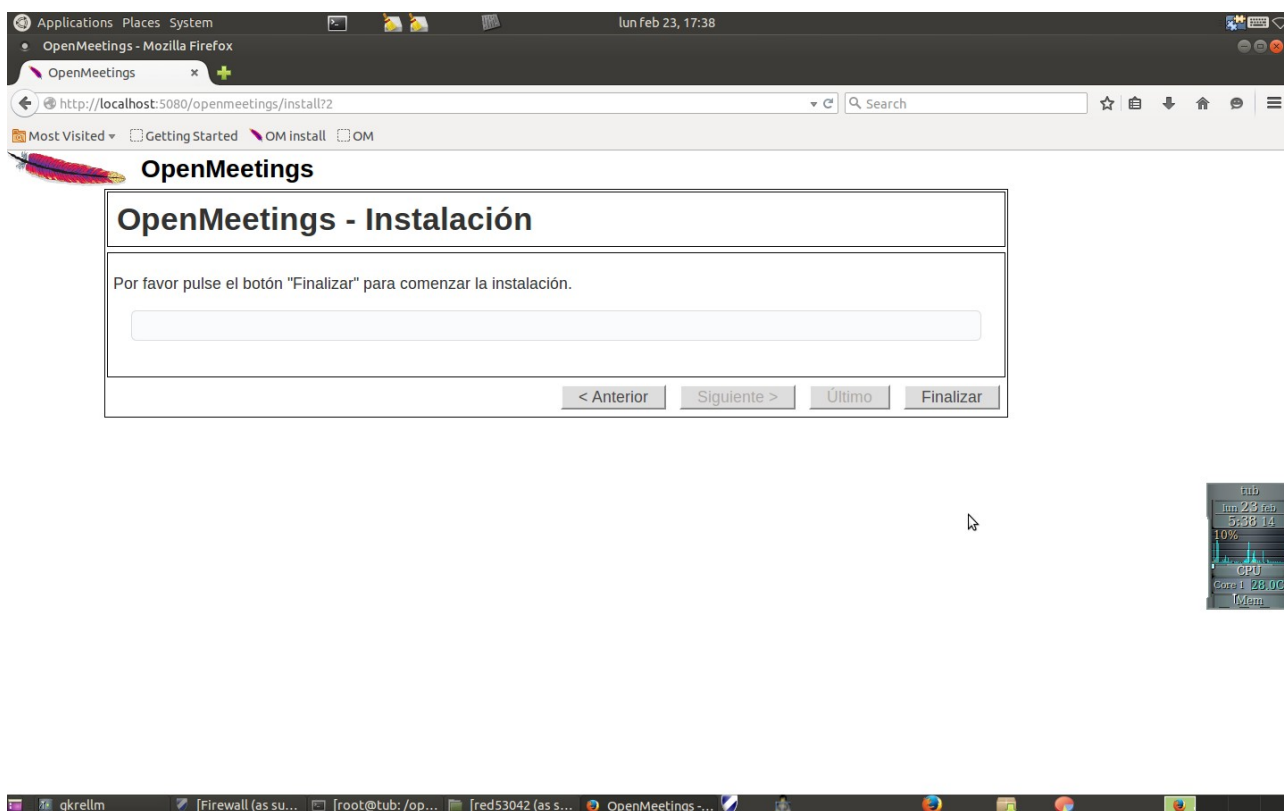 Applications Places System lun feb 23, 17:38
OpenMeetings - Mozilla Firefox
OpenMeetings
http://localhost:5080/openmeetings/install?2 Search
Most Visited Getting Started OM install OM
OpenMeetings
OpenMeetings - Instalación
Por favor pulse el botón "Finalizar" para comenzar la instalación.
< Anterior Siguiente > Último Finalizar
tub
lun 23 feb
5:38 14
10%
CPU
Core 1 28.0C
Mem
gkrellm [Firewall (as su... [root@tub: /op... [red53042 (as s... OpenMeetings -...